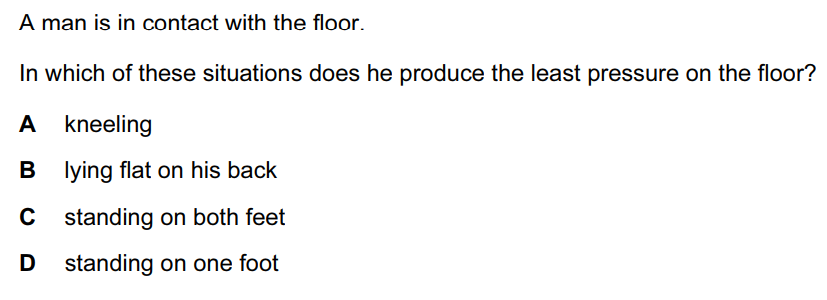 A man is in contact with the floor.
In which of these situations does he produce the least pressure on the floor?
A kneeling
B lying flat on his back
C standing on both feet
D standing on one foot